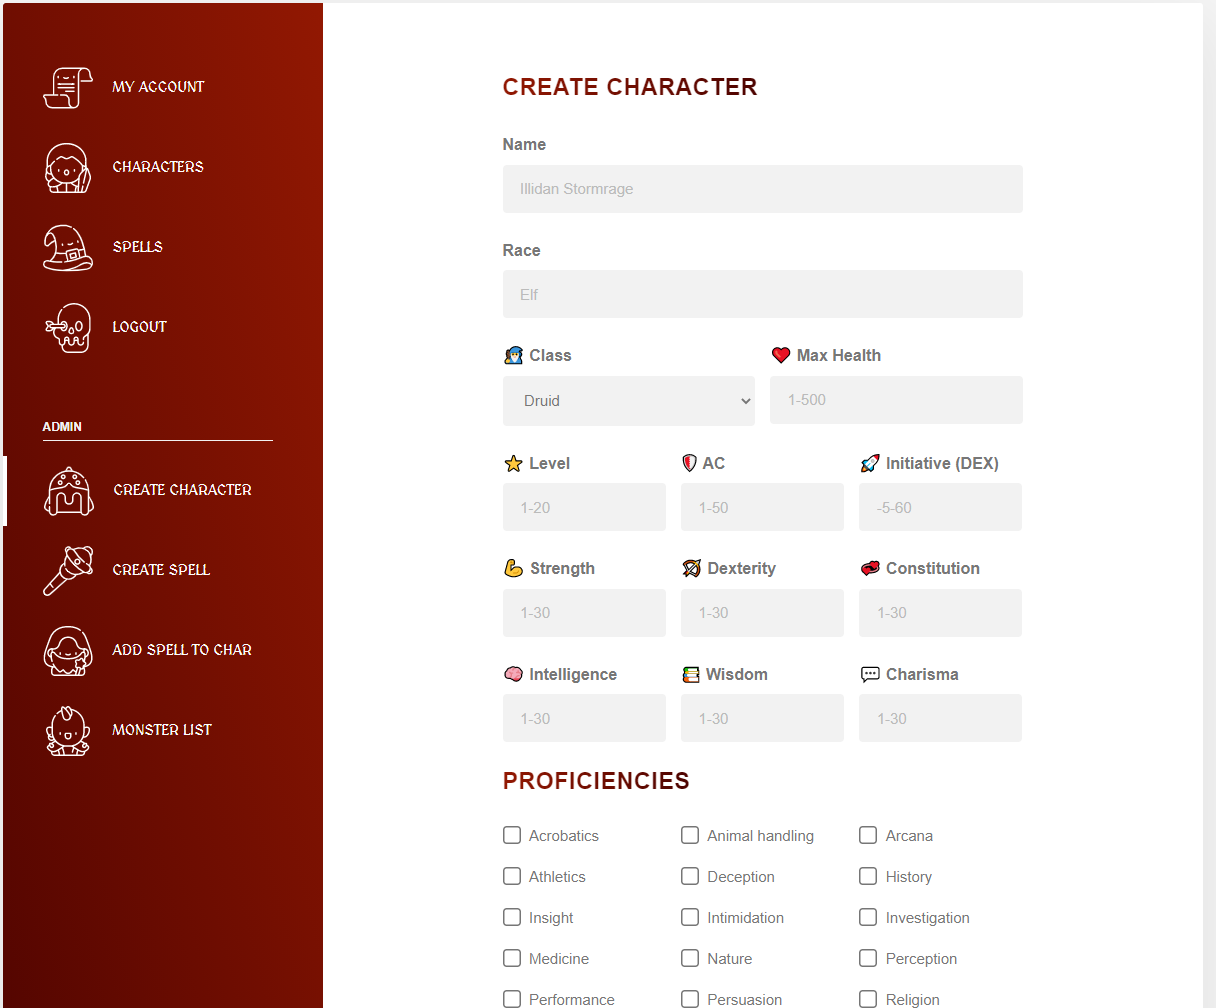 MY ACCOUNT
CHARACTERS
SPELLS
LOGOUT
ADMIN
CREATE CHARACTER
CREATE SPELL
ADD SPELL TO CHAR
MONSTER LIST
CREATE CHARACTER
Name
Illidan Stormrage
Race
Elf
Class Max Health
Druid 1-500
Level AC Initiative (DEX)
1-20 1-50 -5-60
Strength Dexterity Constitution
1-30 1-30 1-30
Intelligence Wisdom Charisma
1-30 1-30 1-30
PROFICIENCIES
Acrobatics Animal handling Arcana
Athletics Deception History
Insight Intimidation Investigation
Medicine Nature Perception
Performance Persuasion Religion